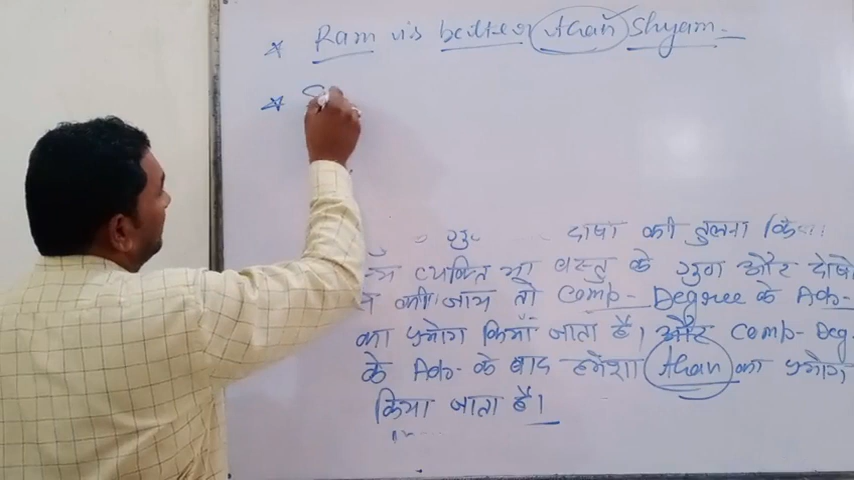 Ram is better than Shyam.
दोषों की तुलना कि
व्यक्ति या वस्तु के गुण और दोषो
की जाय तो Comp- Degree के Adj-
का प्रयोग किया जाता है। और Comp- Deg-
के Adj- के बाद हमेशा than का प्रयोग
किया जाता है।